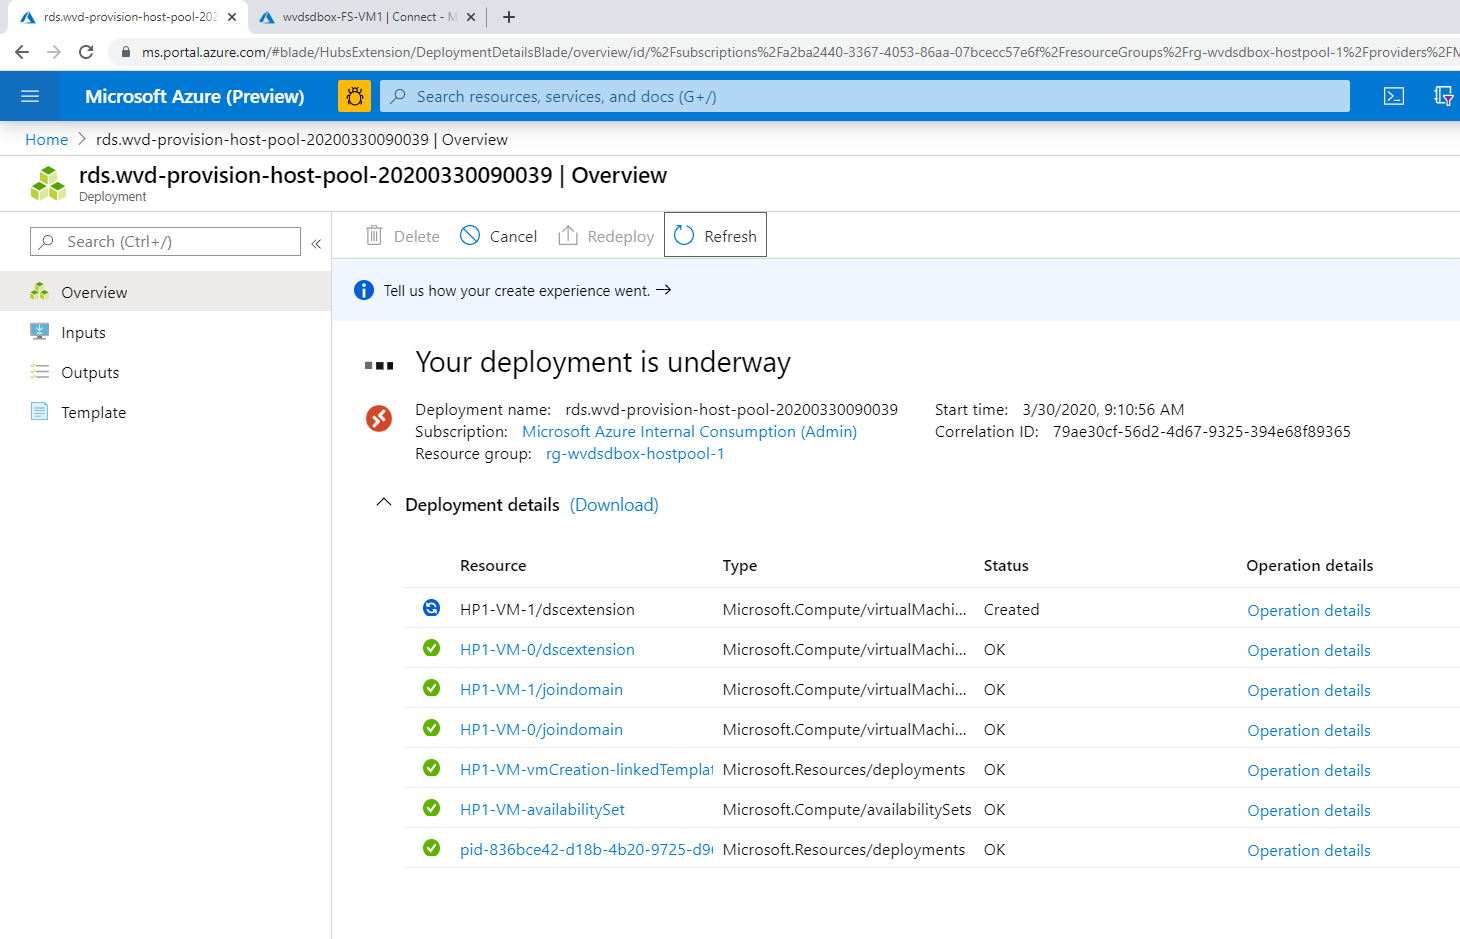 rds.wvd-provision-host-pool-202
wvdsdbox-FS-VM1 | Connect - M
ms.portal.azure.com/#blade/HubsExtension/DeploymentDetailsBlade/overview/id/%2Fsubscriptions%2Fa2ba2440-3367-4053-86aa-07bcecc57e6f%2FresourceGroups%2Frg-wvdsdbox-hostpool-1%2Fproviders%2FM
Microsoft Azure (Preview)
Search resources, services, and docs (G+/)
Home > rds.wvd-provision-host-pool-20200330090039 | Overview
rds.wvd-provision-host-pool-20200330090039 | Overview
Deployment
Search (Ctrl+/)
«
Delete
Cancel
Redeploy
Refresh
Overview
Inputs
Outputs
Template
Tell us how your create experience went. →
Your deployment is underway
Deployment name: rds.wvd-provision-host-pool-20200330090039
Subscription: Microsoft Azure Internal Consumption (Admin)
Resource group: rg-wvdsdbox-hostpool-1
Start time: 3/30/2020, 9:10:56 AM
Correlation ID: 79ae30cf-56d2-4d67-9325-394e68f89365
Deployment details (Download)
Resource Type Status Operation details
HP1-VM-1/dscextension Microsoft.Compute/virtualMachi... Created Operation details
HP1-VM-0/dscextension Microsoft.Compute/virtualMachi... OK Operation details
HP1-VM-1/joindomain Microsoft.Compute/virtualMachi... OK Operation details
HP1-VM-0/joindomain Microsoft.Compute/virtualMachi... OK Operation details
HP1-VM-vmCreation-linkedTemplat Microsoft.Resources/deployments OK Operation details
HP1-VM-availabilitySet Microsoft.Compute/availabilitySets OK Operation details
pid-836bce42-d18b-4b20-9725-d96 Microsoft.Resources/deployments OK Operation details